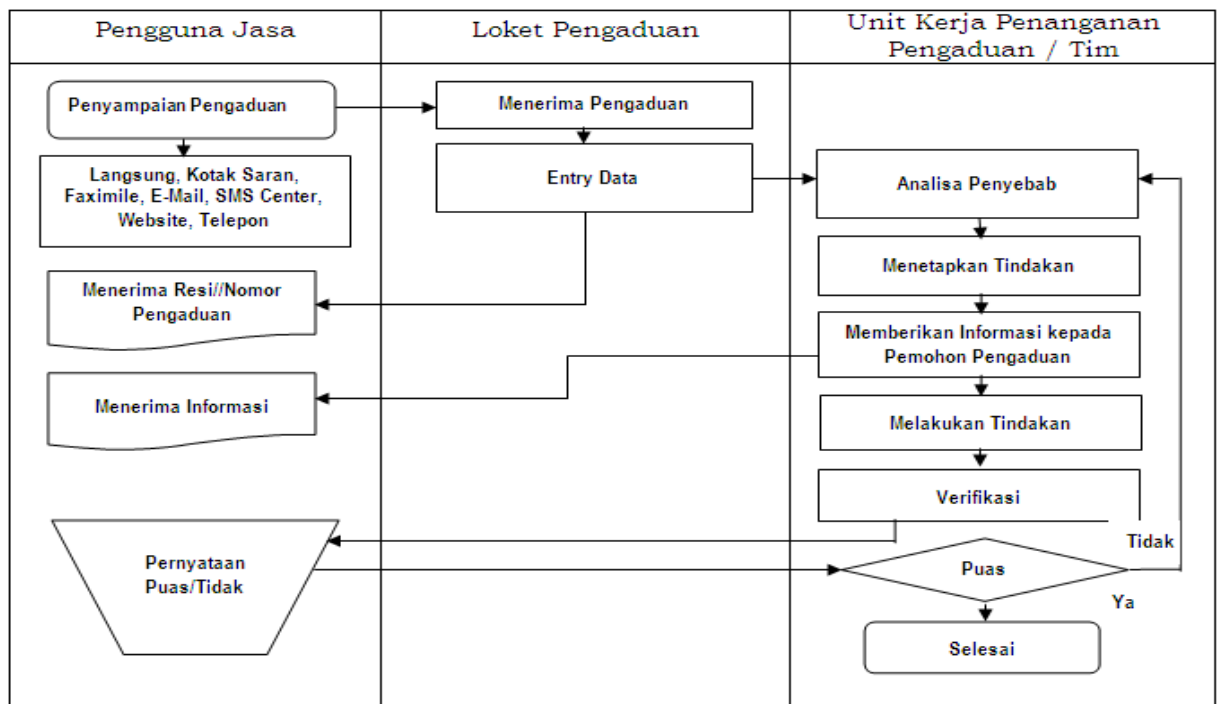 Pengguna Jasa
Loket Pengaduan
Unit Kerja Penanganan
Pengaduan / Tim
Penyampaian Pengaduan
Langsung, Kotak Saran,
Faximile, E-Mail, SMS Center,
Website, Telepon
Menerima Resi//Nomor
Pengaduan
Menerima Informasi
Pernyataan
Puas/Tidak
Menerima Pengaduan
Entry Data
Analisa Penyebab
Menetapkan Tindakan
Memberikan Informasi kepada
Pemohon Pengaduan
Melakukan Tindakan
Verifikasi
Tidak
Puas
Ya
Selesai